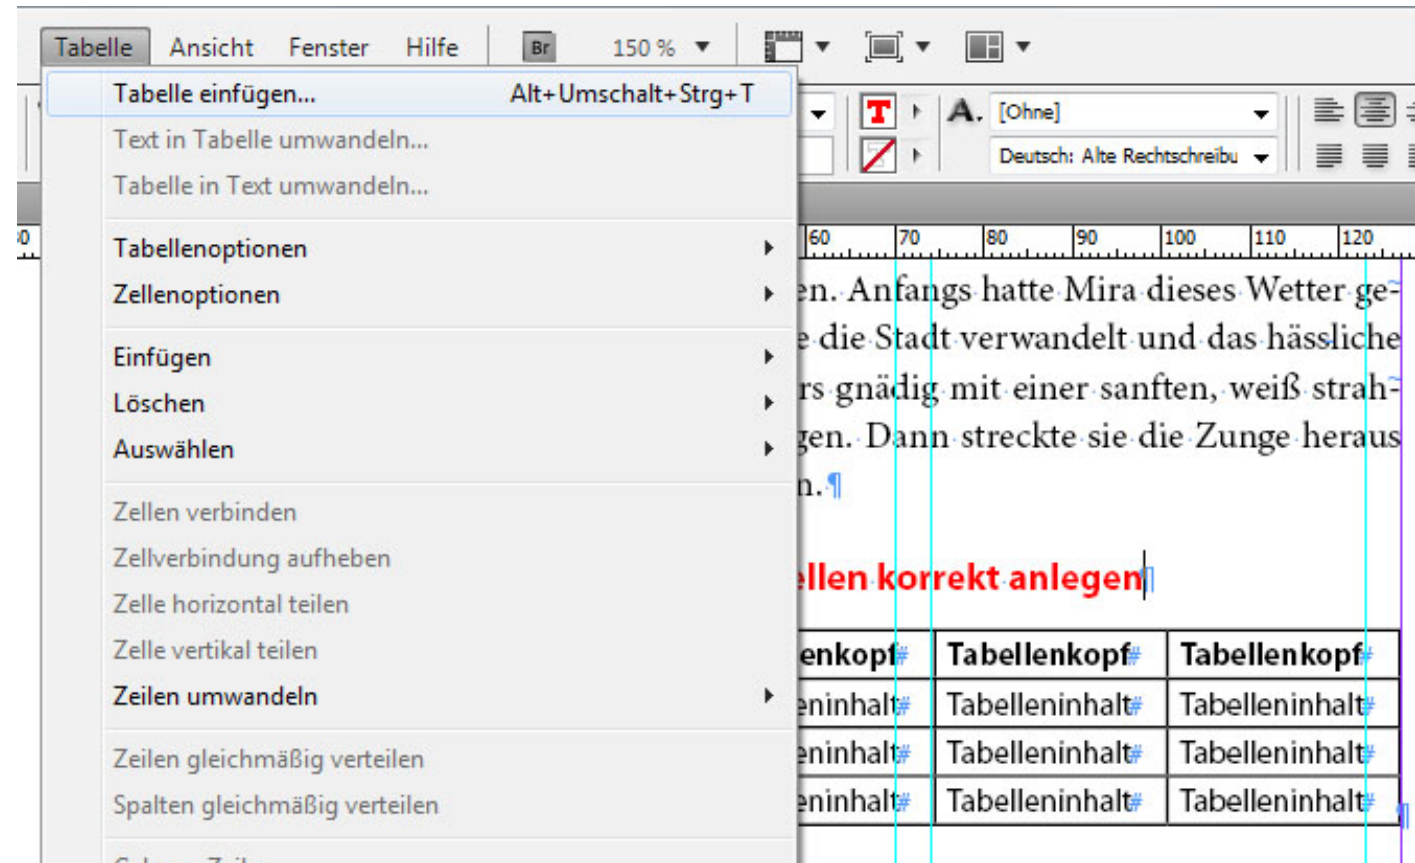 Tabelle Ansicht Fenster Hilfe Br 150 %
Tabelle einfügen... Alt+Umschalt+Strg+T
Text in Tabelle umwandeln...
Tabelle in Text umwandeln...
Tabellenoptionen
Zellenoptionen
Einfügen
Löschen
Auswählen
Zellen verbinden
Zellverbindung aufheben
Zelle horizontal teilen
Zelle vertikal teilen
Zeilen umwandeln
Zeilen gleichmäßig verteilen
Spalten gleichmäßig verteilen
T A. [Ohne]
Deutsch: Alte Rechtschreibu
60 70 80 90 100 110 120
en. Anfangs hatte Mira dieses Wetter ge-
e die Stadt verwandelt und das hässliche
rs gnädig mit einer sanften, weiß strah-
gen. Dann streckte sie die Zunge heraus
n.¶
ellen korrekt anlegen¶
enkopf# Tabellenkopf# Tabellenkopf#
eninhalt# Tabelleninhalt# Tabelleninhalt#
eninhalt# Tabelleninhalt# Tabelleninhalt#
eninhalt# Tabelleninhalt# Tabelleninhalt#
¶